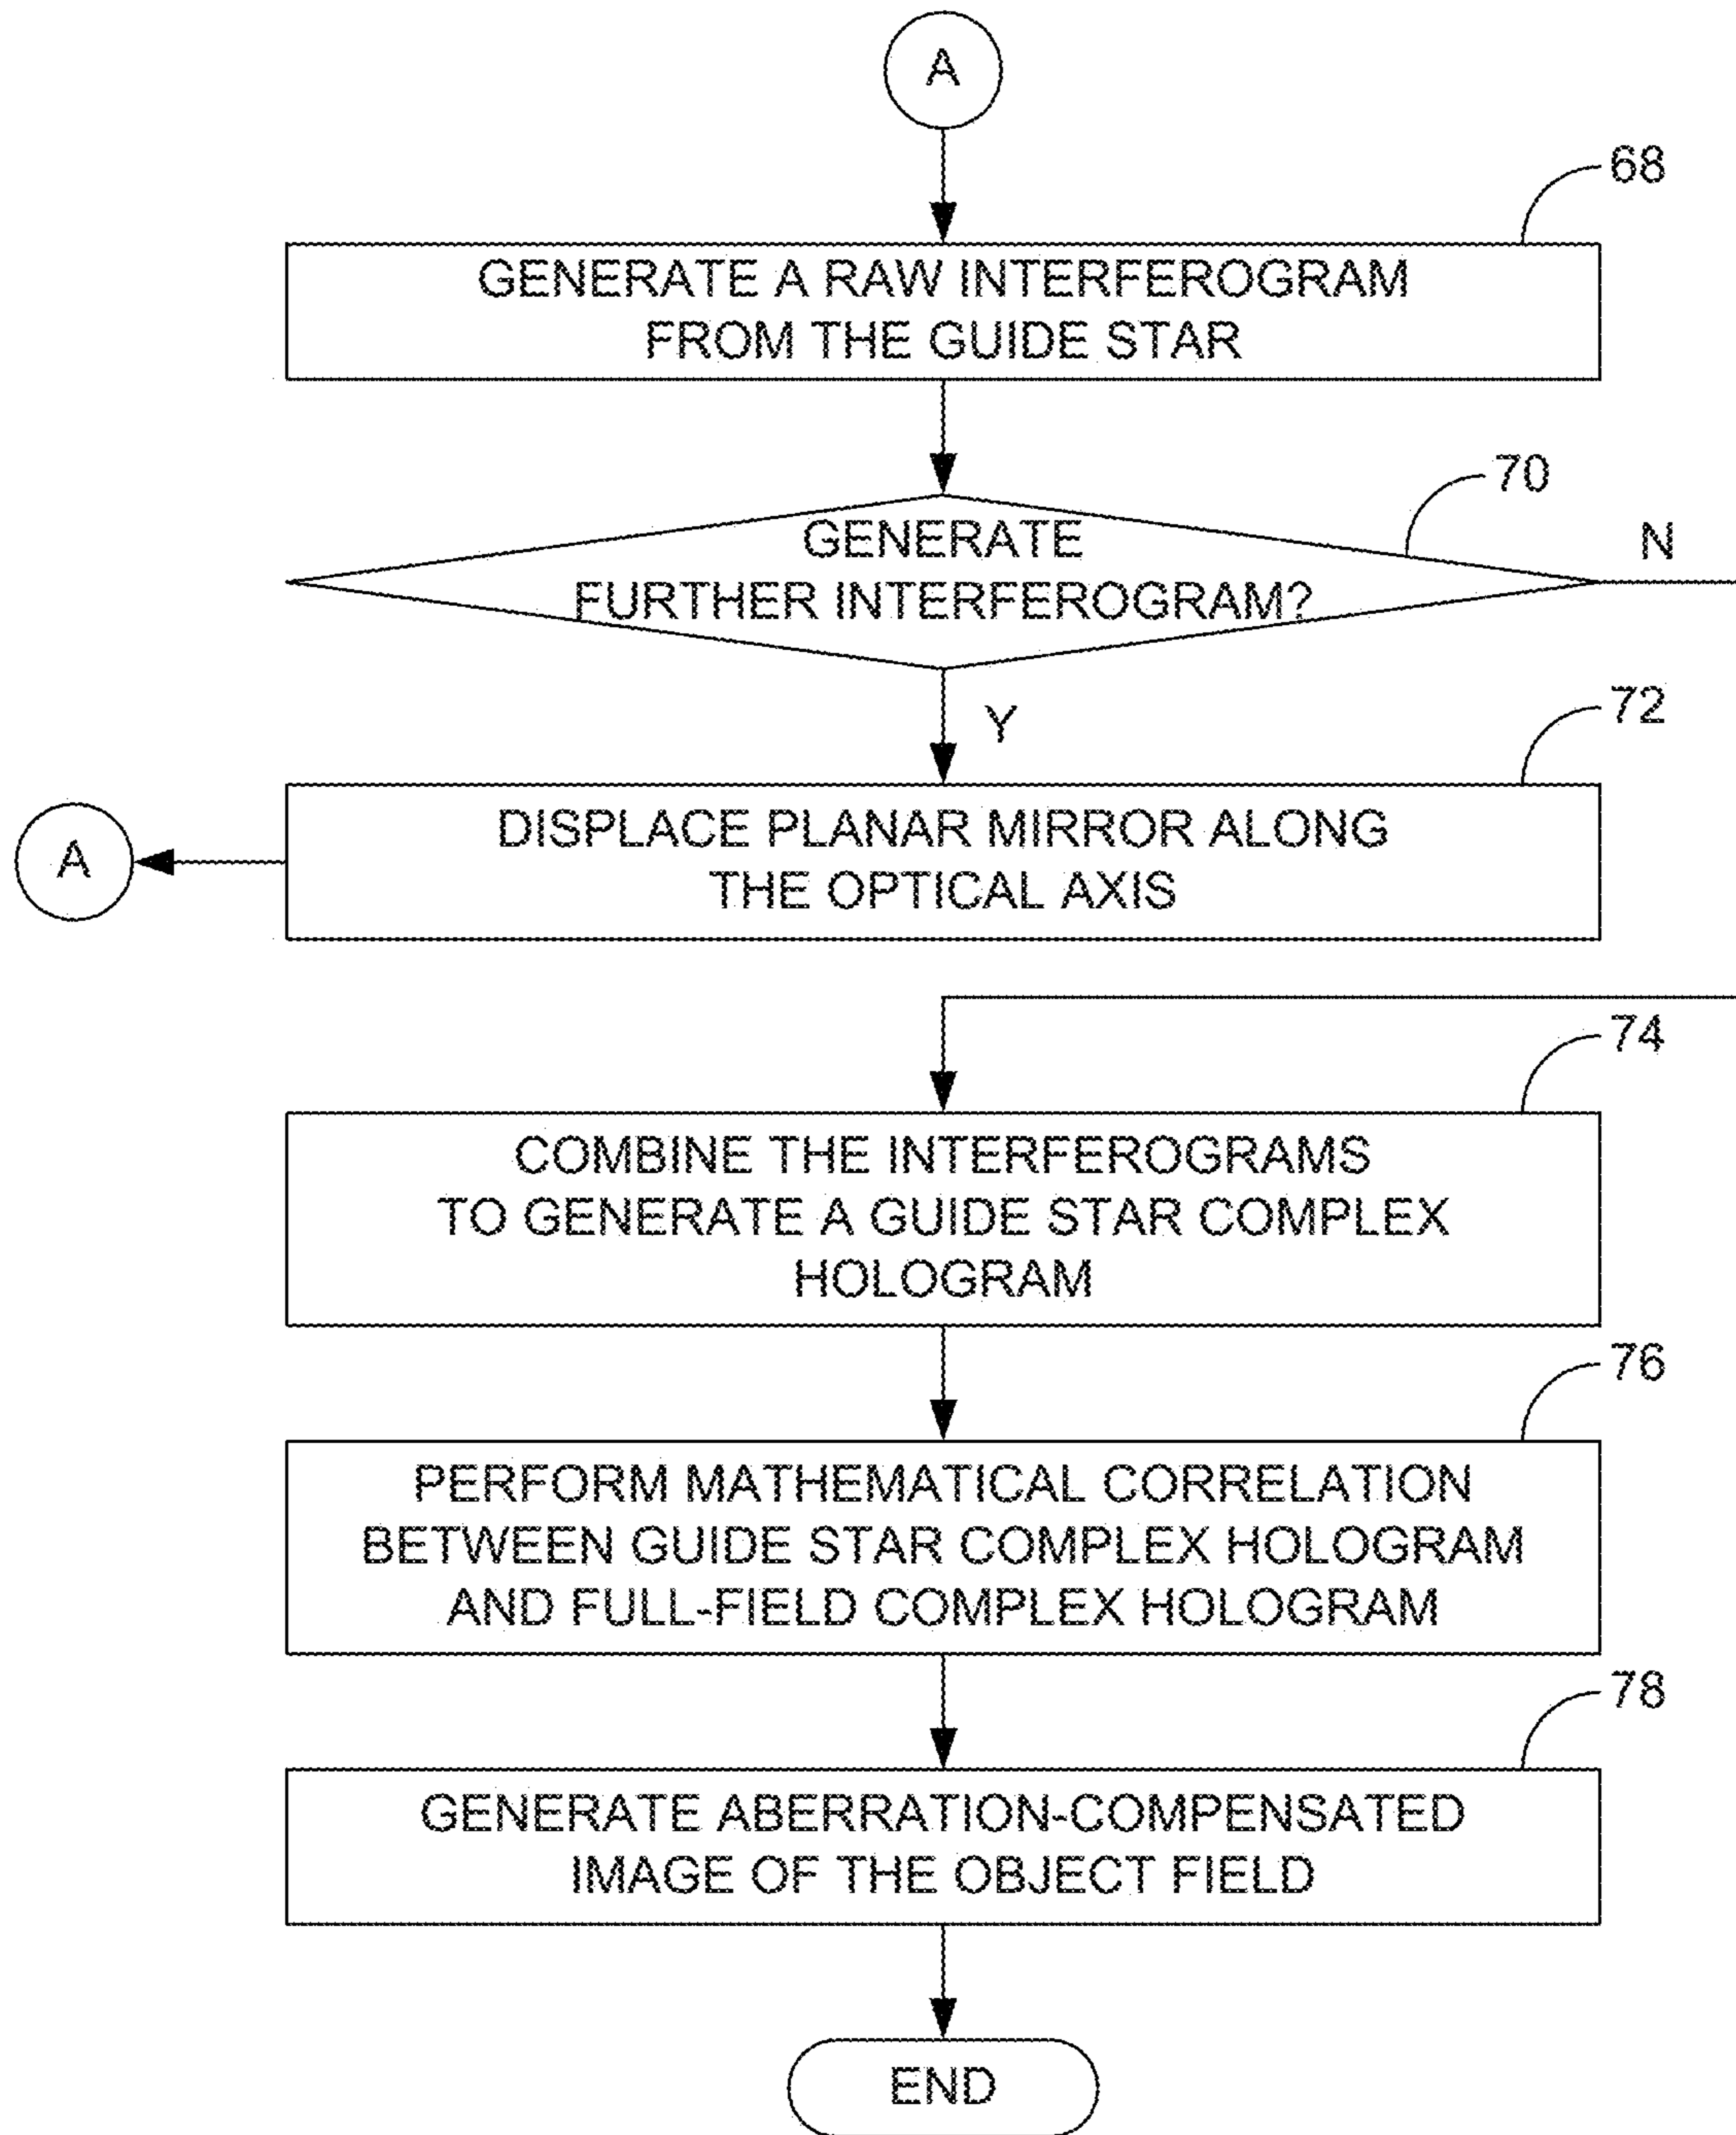 A
68
GENERATE A RAW INTERFEROGRAM
FROM THE GUIDE STAR
70
N
GENERATE
FURTHER INTERFEROGRAM?
Y
72
DISPLACE PLANAR MIRROR ALONG
THE OPTICAL AXIS
A
74
COMBINE THE INTERFEROGRAMS
TO GENERATE A GUIDE STAR COMPLEX
HOLOGRAM
76
PERFORM MATHEMATICAL CORRELATION
BETWEEN GUIDE STAR COMPLEX HOLOGRAM
AND FULL-FIELD COMPLEX HOLOGRAM
78
GENERATE ABERRATION-COMPENSATED
IMAGE OF THE OBJECT FIELD
END